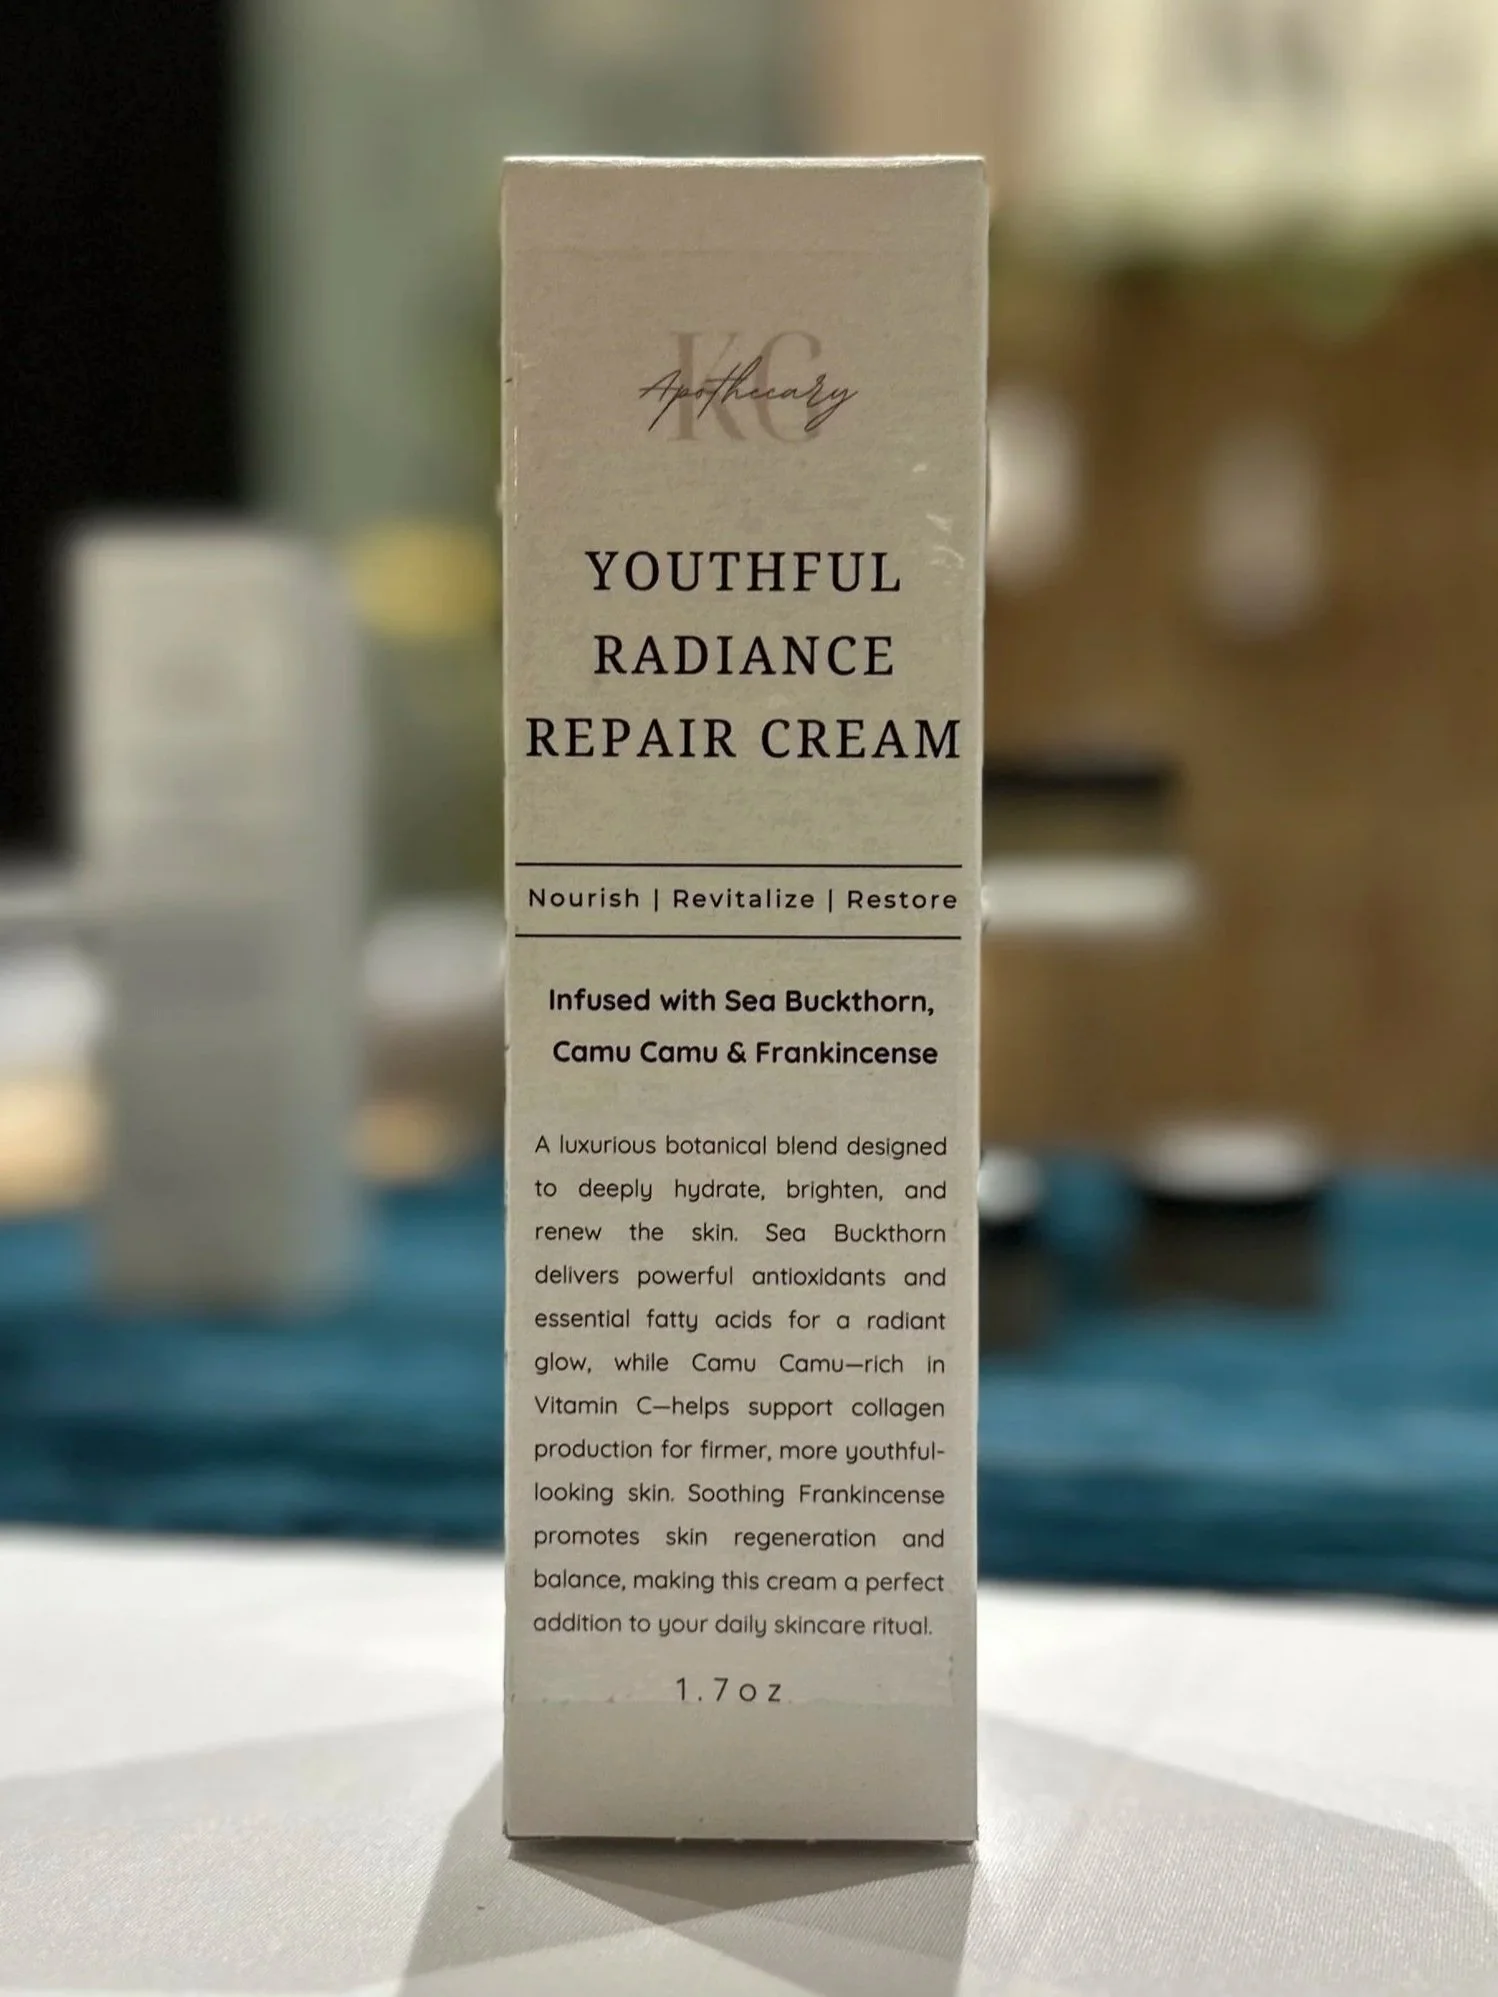 KG
Apothecary
YOUTHFUL
RADIANCE
REPAIR CREAM
Nourish | Revitalize | Restore
Infused with Sea Buckthorn,
Camu Camu & Frankincense
A luxurious botanical blend designed
to deeply hydrate, brighten, and
renew the skin. Sea Buckthorn
delivers powerful antioxidants and
essential fatty acids for a radiant
glow, while Camu Camu—rich in
Vitamin C—helps support collagen
production for firmer, more youthful-
looking skin. Soothing Frankincense
promotes skin regeneration and
balance, making this cream a perfect
addition to your daily skincare ritual.
1.7oz